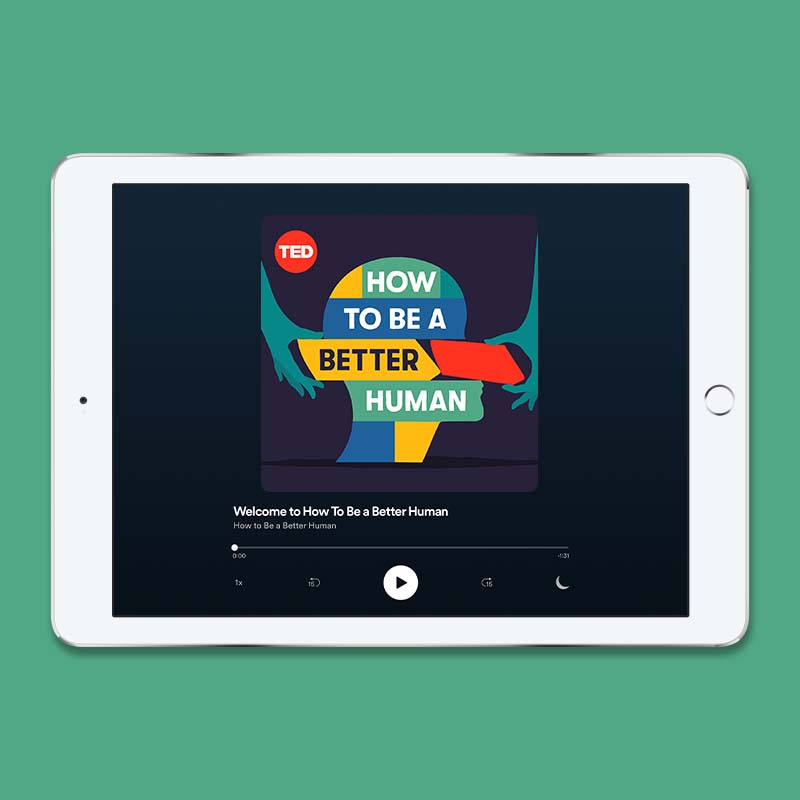 TED
HOW
TO BE A
BETTER
HUMAN
Welcome to How To Be a Better Human
How to Be a Better Human
0:00
-1:31
1x
15
15